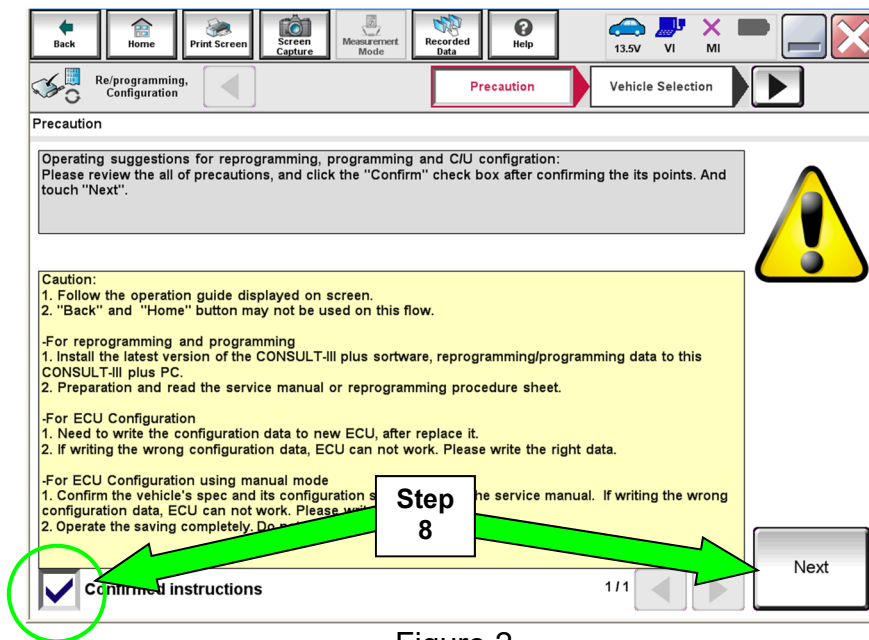 Back
Home
Print Screen
Screen
Capture
Measurement
Mode
Recorded
Data
Help
13.5V
VI
MI
Re/programming,
Configuration
Precaution
Vehicle Selection
Precaution
Operating suggestions for reprogramming, programming and C/U configration:
Please review the all of precautions, and click the "Confirm" check box after confirming the its points. And
touch "Next".
Caution:
1. Follow the operation guide displayed on screen.
2. "Back" and "Home" button may not be used on this flow.
-For reprogramming and programming
1. Install the latest version of the CONSULT-III plus sortware, reprogramming/programming data to this
CONSULT-III plus PC.
2. Preparation and read the service manual or reprogramming procedure sheet.
-For ECU Configuration
1. Need to write the configuration data to new ECU, after replace it.
2. If writing the wrong configuration data, ECU can not work. Please write the right data.
-For ECU Configuration using manual mode
1. Confirm the vehicle's spec and its configuration s he service manual. If writing the wrong
configuration data, ECU can not work. Please
2. Operate the saving completely.
Step
8
Confirmed instructions
1/1
Next